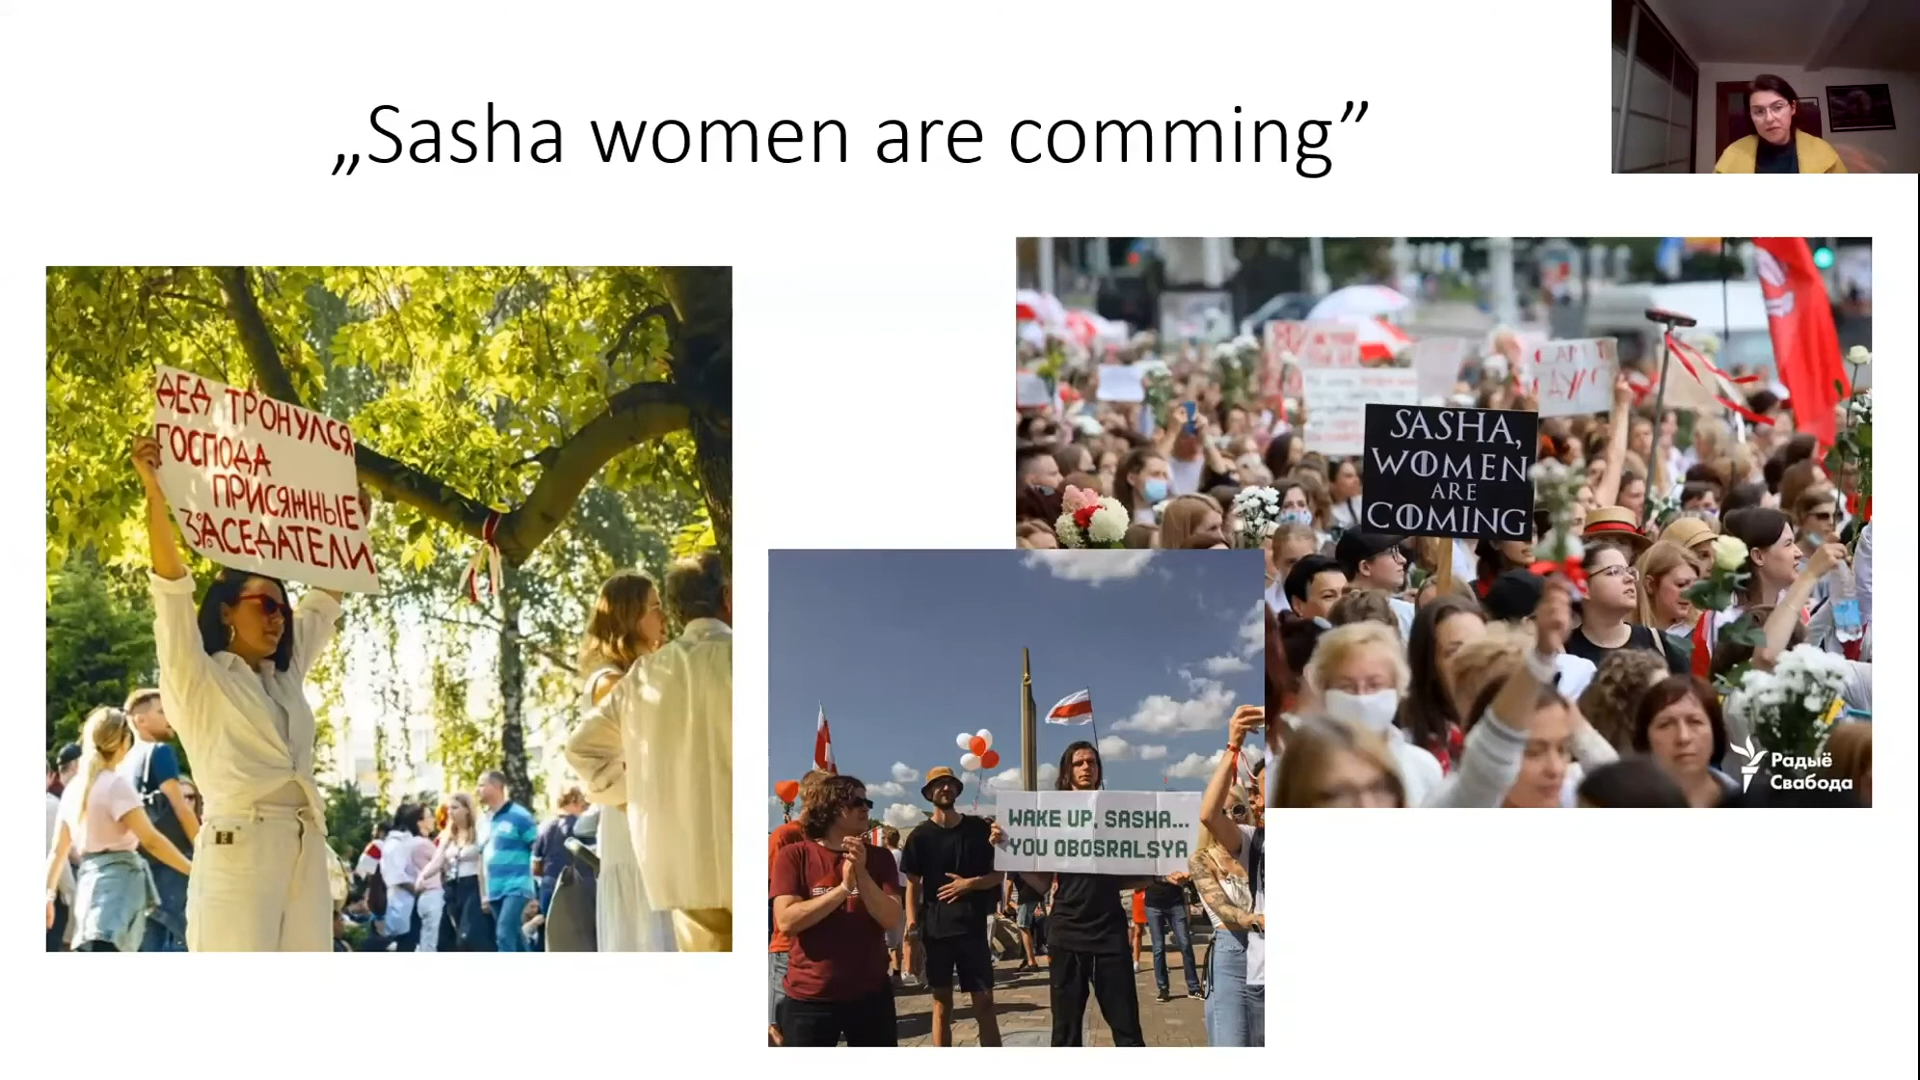 „Sasha women are comming”
ДЕД ТРОНУЛСЯ
ГОСПОДА
ПРИСЯЖНЫЕ
ЗАСЕДАТЕЛИ
SASHA,
WOMEN
ARE
COMING
WAKE UP, SASHA...
YOU OBOSRALSYA
Радыё
Свабода